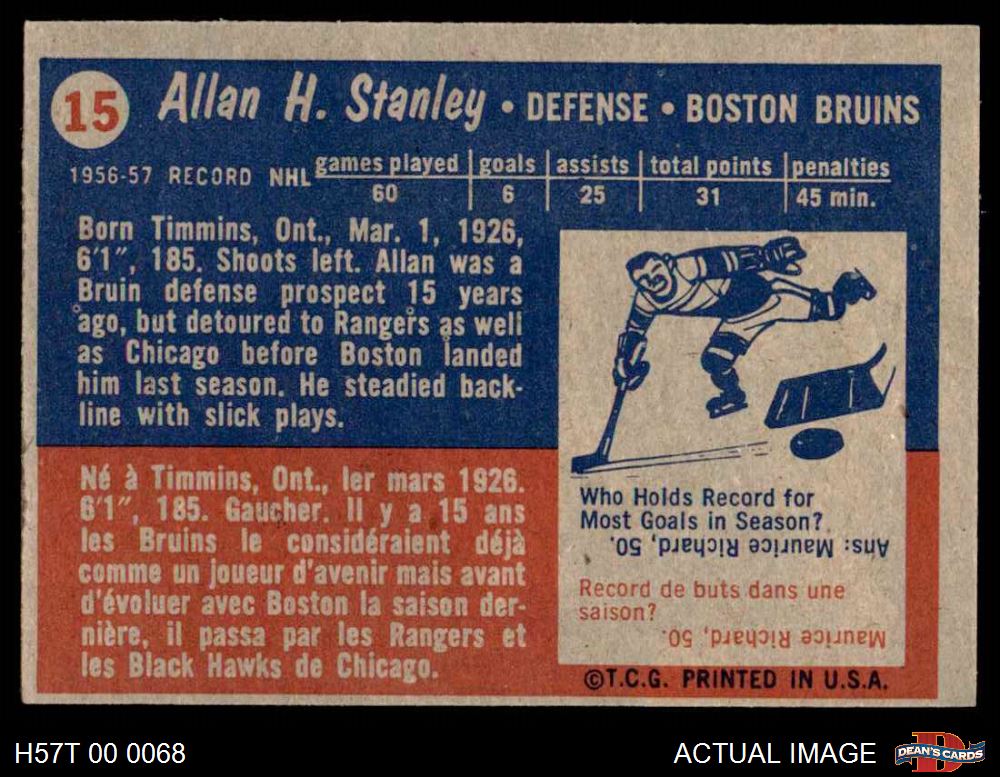 15 Allan H. Stanley • DEFENSE • BOSTON BRUINS
1956-57 RECORD NHL games played goals assists total points penalties
60 6 25 31 45 min.
Born Timmins, Ont., Mar. 1, 1926,
6'1", 185. Shoots left. Allan was a
Bruin defense prospect 15 years
ago, but detoured to Rangers as well
as Chicago before Boston landed
him last season. He steadied back-
line with slick plays.
Né à Timmins, Ont., ler mars 1926.
6'1", 185. Gaucher. Il y a 15 ans
les Bruins le considéraient déjà
comme un joueur d'avenir mais avant
d'évoluer avec Boston la saison der-
nière, il passa par les Rangers et
les Black Hawks de Chicago.
Who Holds Record for
Most Goals in Season?
Ans: Maurice Richard, 50.
Record de buts dans une
saison?
Maurice Richard, 50.
©T.C.G. PRINTED IN U.S.A.
H57T 00 0068
ACTUAL IMAGE
DEAN'S CARDS